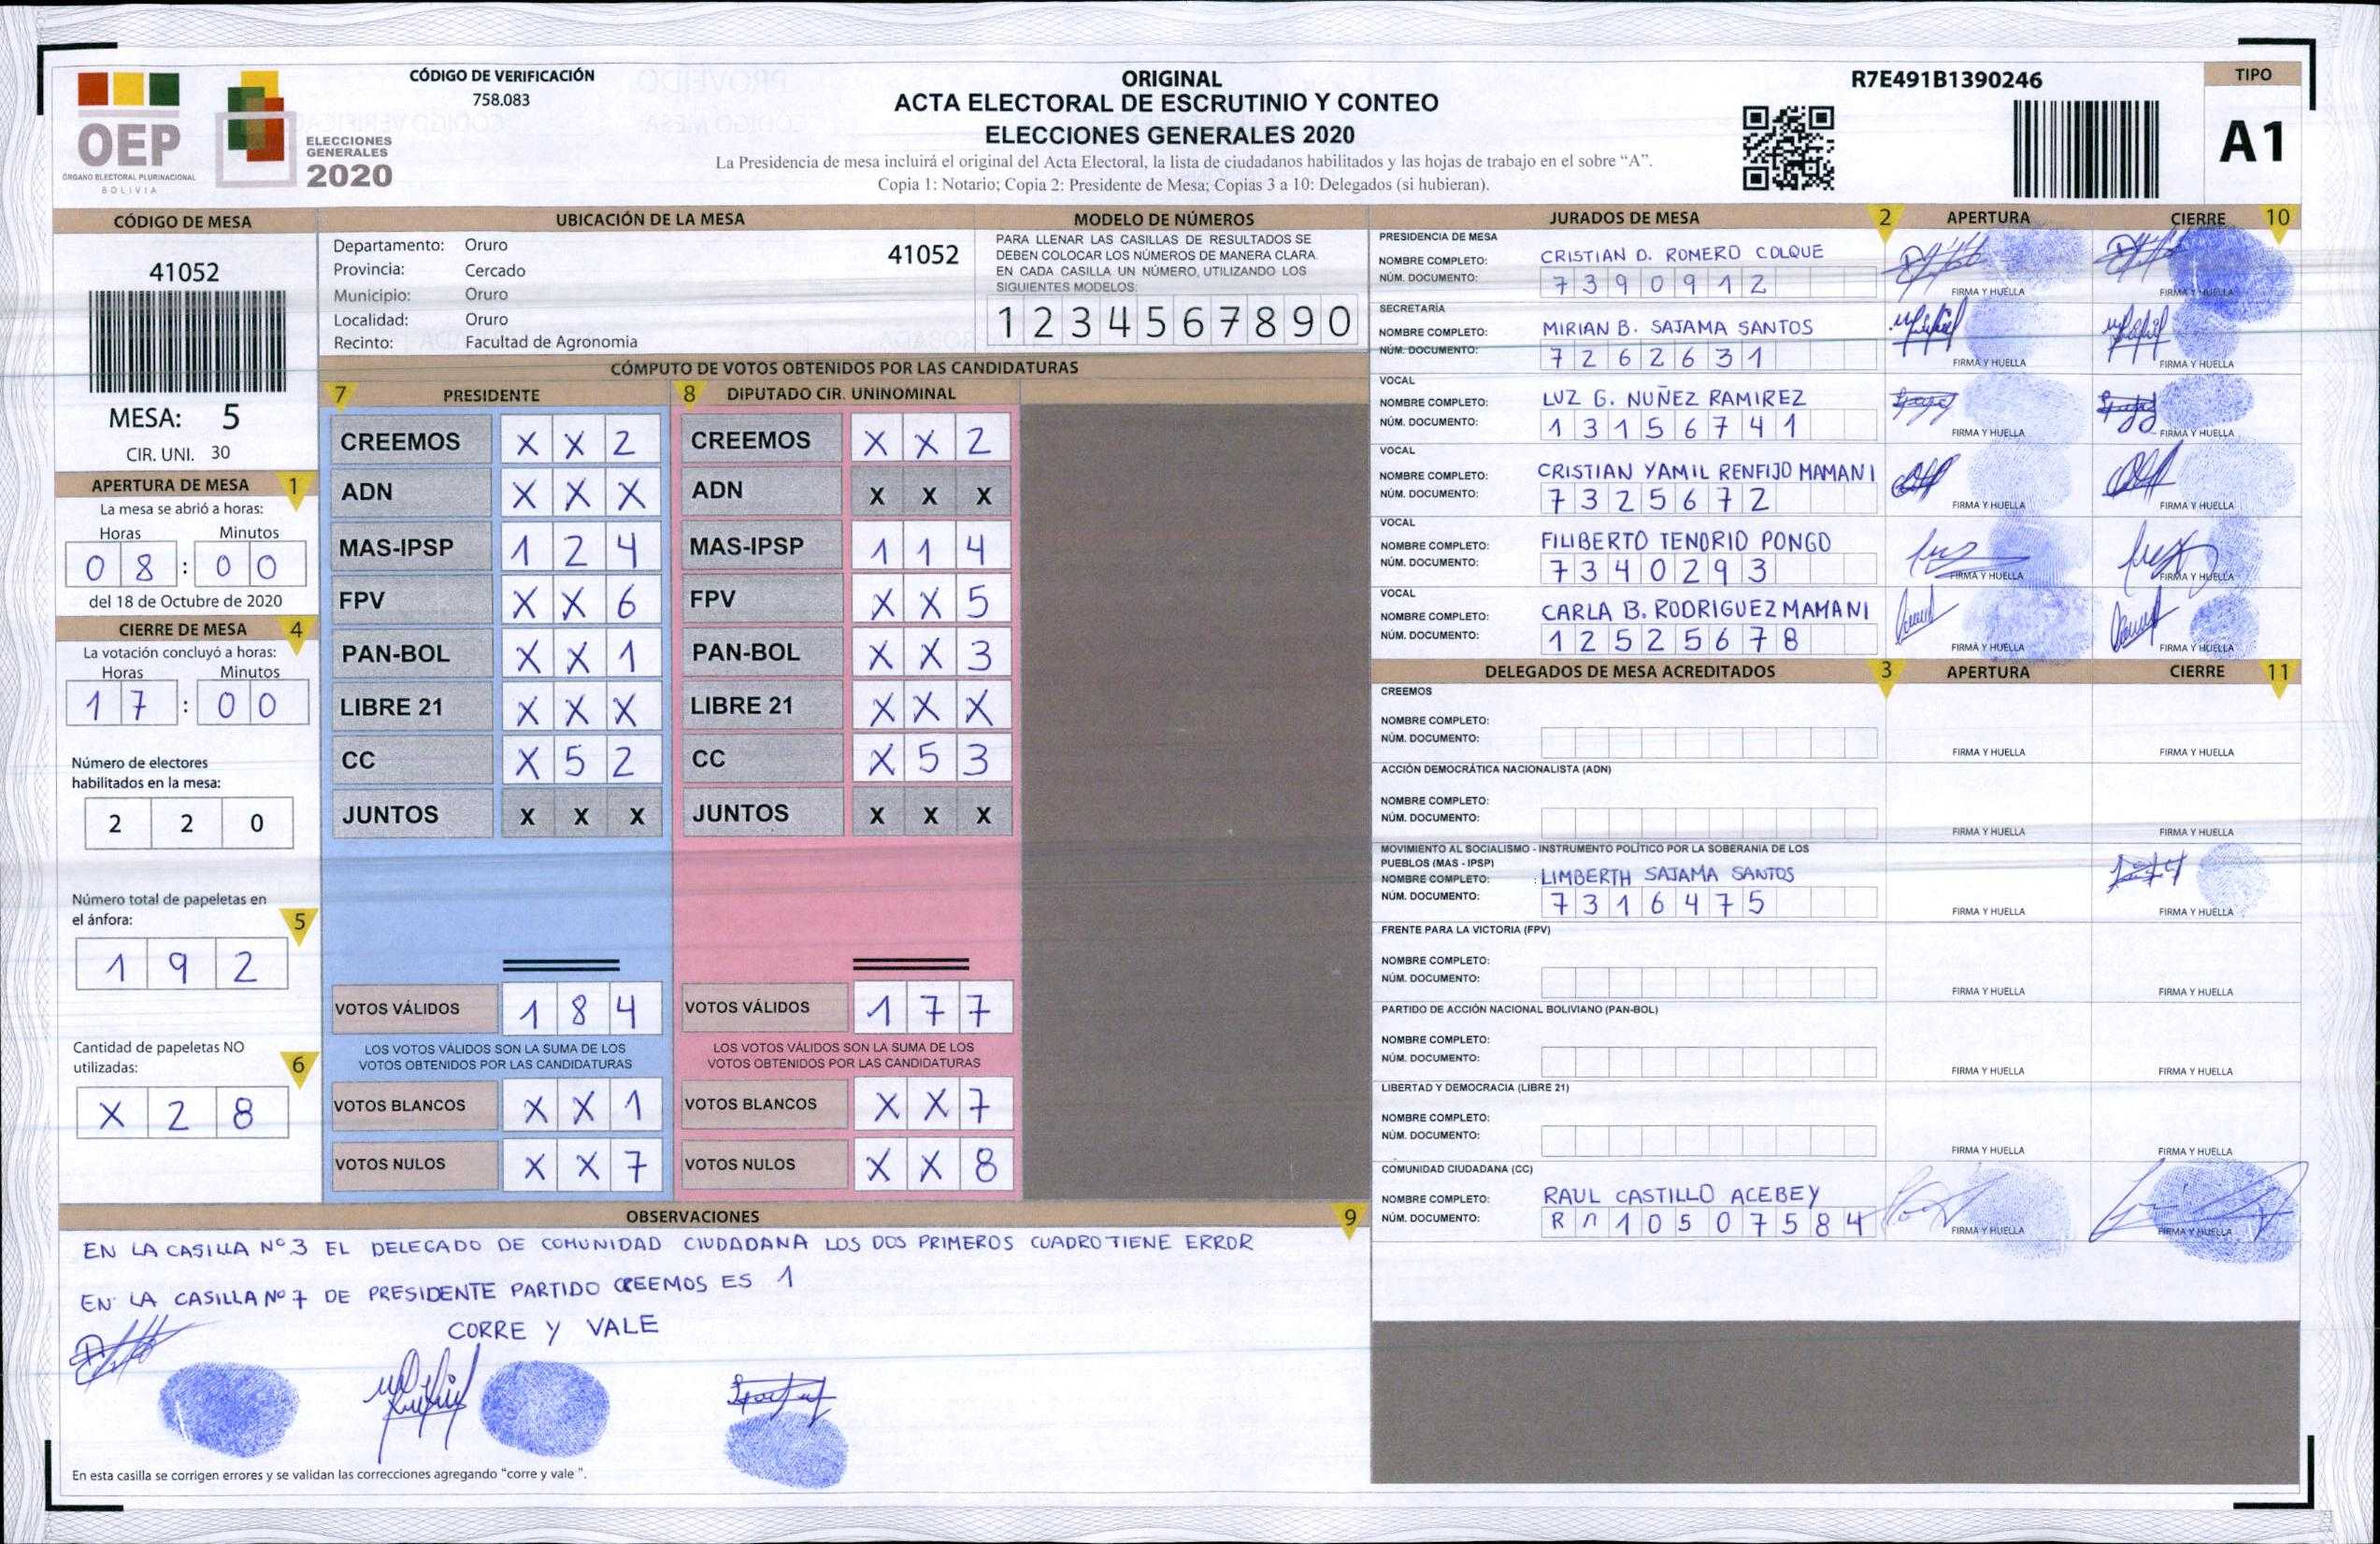 CÓDIGO DE VERIFICACIÓN
758.083
OEP
ÓRGANO ELECTORAL PLURINACIONAL
BOLIVIA
ELECCIONES
GENERALES
2020
ORIGINAL
ACTA ELECTORAL DE ESCRUTINIO Y CONTEO
ELECCIONES GENERALES 2020
La Presidencia de mesa incluirá el original del Acta Electoral, la lista de ciudadanos habilitados y las hojas de trabajo en el sobre “A”.
Copia 1: Notario; Copia 2: Presidente de Mesa; Copias 3 a 10: Delegados (si hubieran).
R7E491B1390246
TIPO
A1
CÓDIGO DE MESA
41052
MESA: 5
CIR. UNI. 30
APERTURA DE MESA 1
La mesa se abrió a horas:
Horas Minutos
0 8 : 0 0
del 18 de Octubre de 2020
CIERRE DE MESA 4
La votación concluyó a horas:
Horas Minutos
1 7 : 0 0
Número de electores
habilitados en la mesa:
2 2 0
Número total de papeletas en
el ánfora: 5
1 9 2
Cantidad de papeletas NO
utilizadas: 6
X 2 8
UBICACIÓN DE LA MESA
Departamento: Oruro 41052
Provincia: Cercado
Municipio: Oruro
Localidad: Oruro
Recinto: Facultad de Agronomia
MODELO DE NÚMEROS
PARA LLENAR LAS CASILLAS DE RESULTADOS SE
DEBEN COLOCAR LOS NÚMEROS DE MANERA CLARA.
EN CADA CASILLA UN NÚMERO, UTILIZANDO LOS
SIGUIENTES MODELOS:
1 2 3 4 5 6 7 8 9 0
CÓMPUTO DE VOTOS OBTENIDOS POR LAS CANDIDATURAS
7 PRESIDENTE
CREEMOS X X 2
ADN X X X
MAS-IPSP 1 2 4
FPV X X 6
PAN-BOL X X 1
LIBRE 21 X X X
CC X 5 2
JUNTOS X X X
VOTOS VÁLIDOS 1 8 4
LOS VOTOS VÁLIDOS SON LA SUMA DE LOS
VOTOS OBTENIDOS POR LAS CANDIDATURAS
VOTOS BLANCOS X X 1
VOTOS NULOS X X 7
8 DIPUTADO CIR. UNINOMINAL
CREEMOS X X 2
ADN X X X
MAS-IPSP 1 1 4
FPV X X 5
PAN-BOL X X 3
LIBRE 21 X X X
CC X 5 3
JUNTOS X X X
VOTOS VÁLIDOS 1 7 7
LOS VOTOS VÁLIDOS SON LA SUMA DE LOS
VOTOS OBTENIDOS POR LAS CANDIDATURAS
VOTOS BLANCOS X X 7
VOTOS NULOS X X 8
OBSERVACIONES 9
EN LA CASILLA Nº3 EL DELEGADO DE COMUNIDAD CIUDADANA LOS DOS PRIMEROS CUADRO TIENE ERROR
EN LA CASILLA Nº7 DE PRESIDENTE PARTIDO CREEMOS ES 1
CORRE Y VALE
En esta casilla se corrigen errores y se validan las correcciones agregando “corre y vale ”.
JURADOS DE MESA 2 APERTURA CIERRE 10
PRESIDENCIA DE MESA
NOMBRE COMPLETO: CRISTIAN D. ROMERO COLQUE
NÚM. DOCUMENTO: 7 3 9 0 9 1 2
FIRMA Y HUELLA FIRMA Y HUELLA
SECRETARÍA
NOMBRE COMPLETO: MIRIAN B. SAJAMA SANTOS
NÚM. DOCUMENTO: 7 2 6 2 6 3 1
FIRMA Y HUELLA FIRMA Y HUELLA
VOCAL
NOMBRE COMPLETO: LUZ G. NUÑEZ RAMIREZ
NÚM. DOCUMENTO: 1 3 1 5 6 7 4 1
FIRMA Y HUELLA FIRMA Y HUELLA
VOCAL
NOMBRE COMPLETO: CRISTIAN YAMIL RENFIJO MAMANI
NÚM. DOCUMENTO: 7 3 2 5 6 7 2
FIRMA Y HUELLA FIRMA Y HUELLA
VOCAL
NOMBRE COMPLETO: FILIBERTO TENORIO PONGO
NÚM. DOCUMENTO: 7 3 4 0 2 9 3
FIRMA Y HUELLA FIRMA Y HUELLA
VOCAL
NOMBRE COMPLETO: CARLA B. RODRIGUEZ MAMANI
NÚM. DOCUMENTO: 1 2 5 2 5 6 7 8
FIRMA Y HUELLA FIRMA Y HUELLA
DELEGADOS DE MESA ACREDITADOS 3 APERTURA CIERRE 11
CREEMOS
NOMBRE COMPLETO:
NÚM. DOCUMENTO:
FIRMA Y HUELLA FIRMA Y HUELLA
ACCIÓN DEMOCRÁTICA NACIONALISTA (ADN)
NOMBRE COMPLETO:
NÚM. DOCUMENTO:
FIRMA Y HUELLA FIRMA Y HUELLA
MOVIMIENTO AL SOCIALISMO - INSTRUMENTO POLÍTICO POR LA SOBERANÍA DE LOS
PUEBLOS (MAS - IPSP)
NOMBRE COMPLETO: LIMBERTH SAJAMA SANTOS
NÚM. DOCUMENTO: 7 3 1 6 4 7 5
FIRMA Y HUELLA FIRMA Y HUELLA
FRENTE PARA LA VICTORIA (FPV)
NOMBRE COMPLETO:
NÚM. DOCUMENTO:
FIRMA Y HUELLA FIRMA Y HUELLA
PARTIDO DE ACCIÓN NACIONAL BOLIVIANO (PAN-BOL)
NOMBRE COMPLETO:
NÚM. DOCUMENTO:
FIRMA Y HUELLA FIRMA Y HUELLA
LIBERTAD Y DEMOCRACIA (LIBRE 21)
NOMBRE COMPLETO:
NÚM. DOCUMENTO:
FIRMA Y HUELLA FIRMA Y HUELLA
COMUNIDAD CIUDADANA (CC)
NOMBRE COMPLETO: RAUL CASTILLO ACEBEY
NÚM. DOCUMENTO: 1 0 5 0 7 5 8 4
FIRMA Y HUELLA FIRMA Y HUELLA